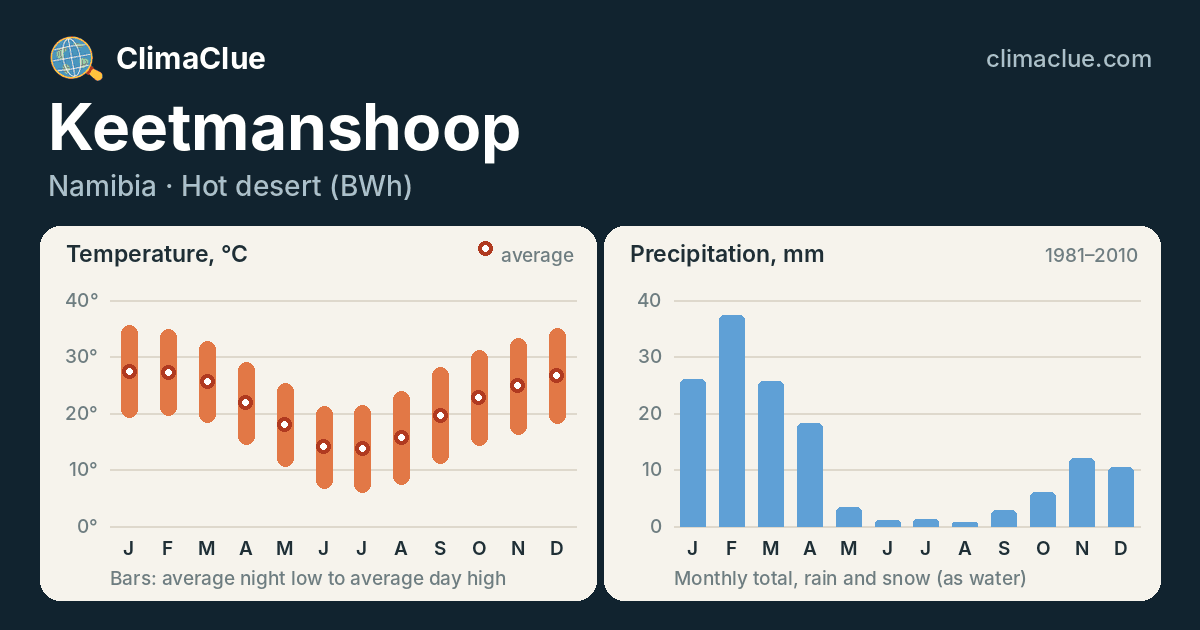 ClimaClue
climaclue.com
Keetmanshoop
Namibia · Hot desert (BWh)
Temperature, °C
average
40°
30°
20°
10°
0°
J F M A M J J A S O N D
Bars: average night low to average day high
Precipitation, mm
1981–2010
40
30
20
10
0
J F M A M J J A S O N D
Monthly total, rain and snow (as water)